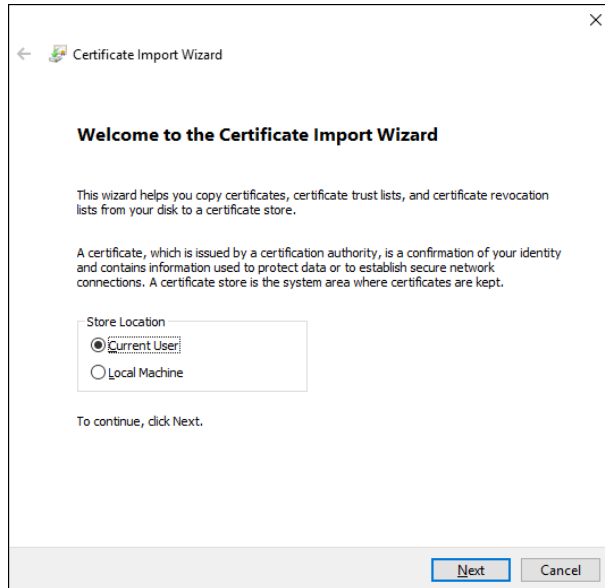 Certificate Import Wizard
Welcome to the Certificate Import Wizard
This wizard helps you copy certificates, certificate trust lists, and certificate revocation
lists from your disk to a certificate store.
A certificate, which is issued by a certification authority, is a confirmation of your identity
and contains information used to protect data or to establish secure network
connections. A certificate store is the system area where certificates are kept.
Store Location
Current User
Local Machine
To continue, click Next.
Next
Cancel